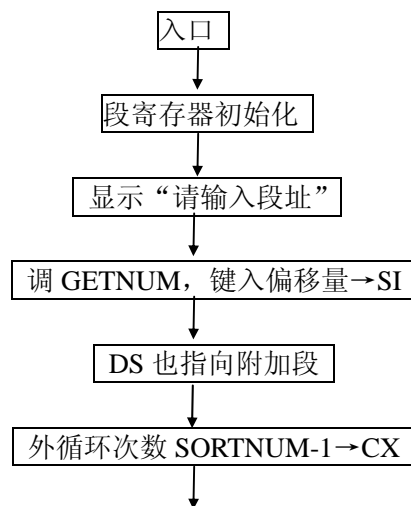 入口
段寄存器初始化
显示“请输入段址”
调 GETNUM，键入偏移量→SI
DS 也指向附加段
外循环次数 SORTNUM-1→CX